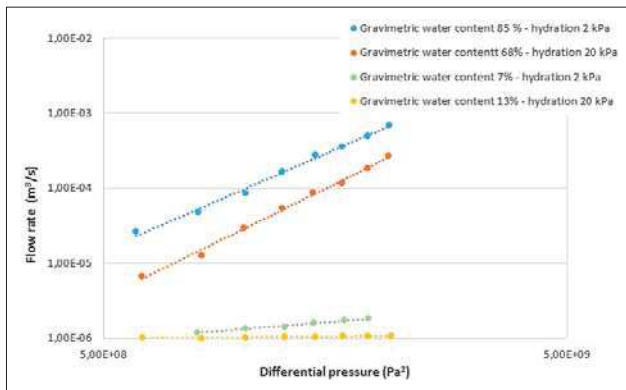 Gravimetric water content 85 % - hydration 2 kPa
Gravimetric water contentt 68% - hydration 20 kPa
Gravimetric water content 7% - hydration 2 kPa
Gravimetric water content 13% - hydration 20 kPa
1,00E-02
1,00E-03
1,00E-04
1,00E-05
1,00E-06
Flow rate (m³/s)
5,00E+08
5,00E+09
Differential pressure (Pa²)